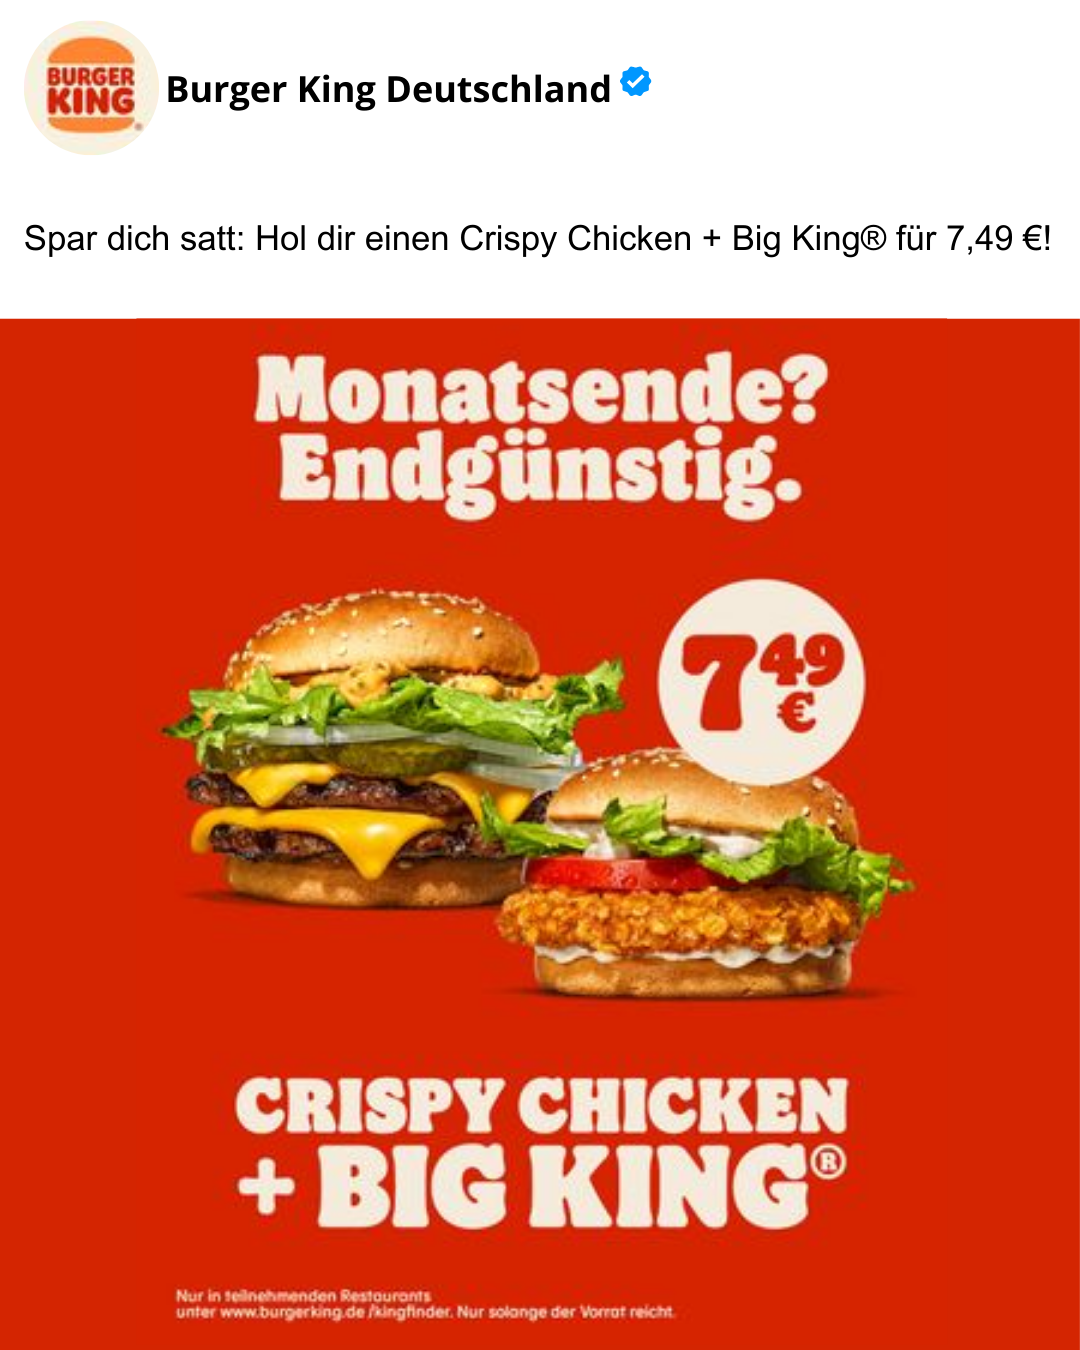 BURGER
KING
®
Burger King Deutschland
Spar dich satt: Hol dir einen Crispy Chicken + Big King® für 7,49 €!
Monatsende?
Endgünstig.
7 49
€
CRISPY CHICKEN
+ BIG KING®
Nur in teilnehmenden Restaurants
unter www.burgerking.de /kingfinder. Nur solange der Vorrat reicht.